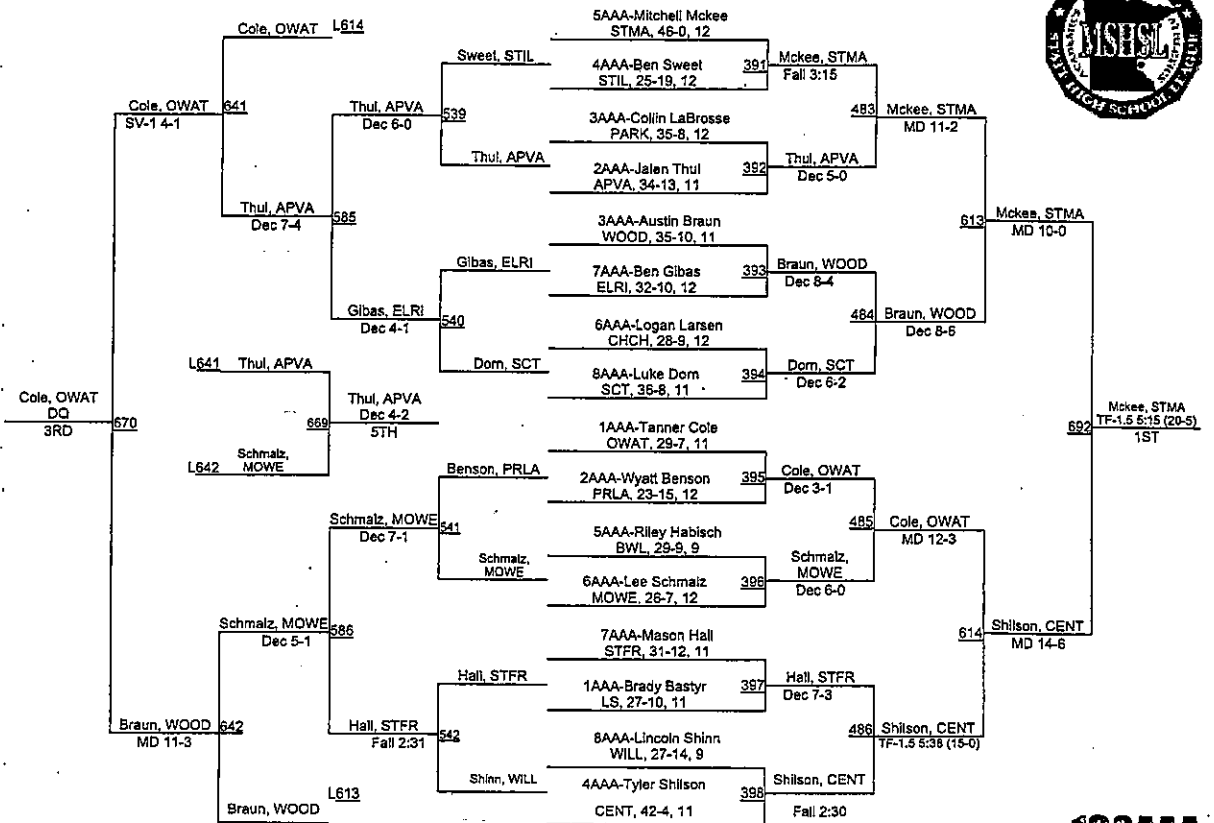 MSHSL
STATE HIGH SCHOOL LEAGUE
5AAA-Mitchell Mckee
STMA, 46-0, 12
4AAA-Ben Sweet
STIL, 25-19, 12
3AAA-Collin LaBrosse
PARK, 35-8, 12
2AAA-Jalen Thul
APVA, 34-13, 11
3AAA-Austin Braun
WOOD, 35-10, 11
7AAA-Ben Gibas
ELRI, 32-10, 12
6AAA-Logan Larsen
CHCH, 28-9, 12
8AAA-Luke Dorn
SCT, 36-8, 11
1AAA-Tanner Cole
OWAT, 29-7, 11
2AAA-Wyatt Benson
PRLA, 23-15, 12
5AAA-Riley Habisch
BWL, 29-9, 9
6AAA-Lee Schmalz
MOWE, 26-7, 12
7AAA-Mason Hall
STFR, 31-12, 11
1AAA-Brady Bastyr
LS, 27-10, 11
8AAA-Lincoln Shinn
WILL, 27-14, 9
4AAA-Tyler Shilson
CENT, 42-4, 11
391
Mckee, STMA
Fall 3:15
392
Thul, APVA
Dec 5-0
393
Braun, WOOD
Dec 8-4
394
Dorn, SCT
Dec 6-2
395
Cole, OWAT
Dec 3-1
396
Schmalz,
MOWE
Dec 6-0
397
Hall, STFR
Dec 7-3
398
Shilson, CENT
Fall 2:30
483
Mckee, STMA
MD 11-2
484
Braun, WOOD
Dec 8-6
485
Cole, OWAT
MD 12-3
486
Shilson, CENT
TF-1.5 5:38 (15-0)
613
Mckee, STMA
MD 10-0
614
Shilson, CENT
MD 14-6
692
Mckee, STMA
TF-1.5 5:15 (20-5)
1ST
Sweet, STIL
Thul, APVA
Gibas, ELRI
Dorn, SCT
Benson, PRLA
Schmalz,
MOWE
Hall, STFR
Shinn, WILL
539
Thul, APVA
Dec 6-0
540
Gibas, ELRI
Dec 4-1
541
Schmalz, MOWE
Dec 7-1
542
Hall, STFR
Fall 2:31
585
Thul, APVA
Dec 7-4
586
Schmalz, MOWE
Dec 5-1
Cole, OWAT
L614
Braun, WOOD
L613
641
Cole, OWAT
SV-1 4-1
642
Braun, WOOD
MD 11-3
L641
Thul, APVA
L642
Schmalz,
MOWE
669
Thul, APVA
Dec 4-2
5TH
670
Cole, OWAT
DQ
3RD